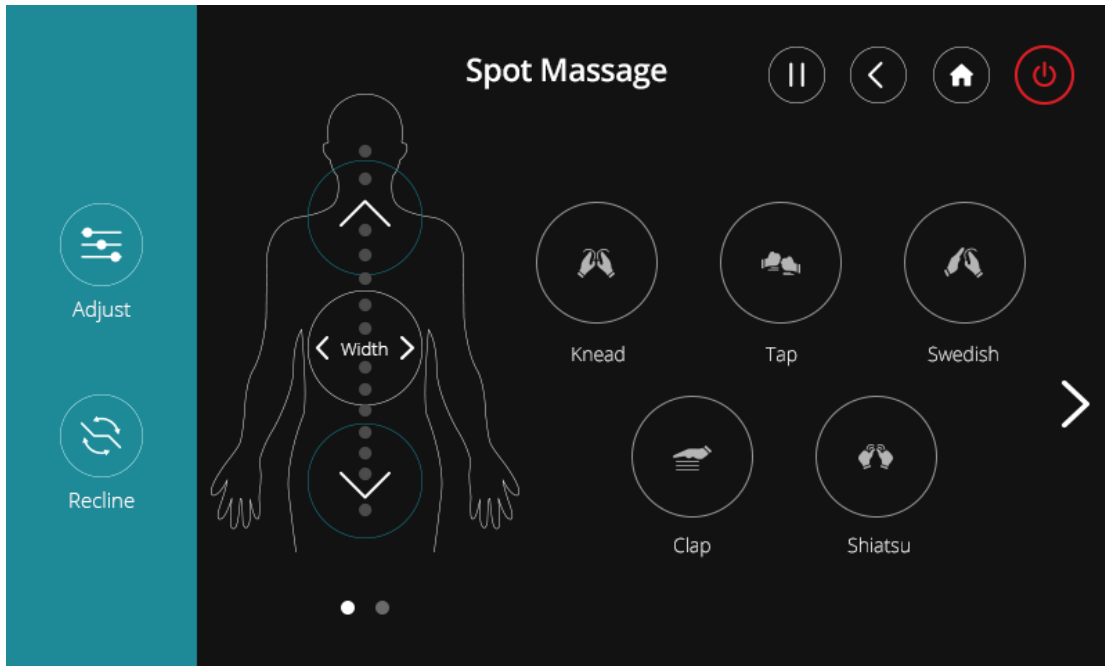 Spot Massage
Adjust
Recline
Width
Knead
Tap
Swedish
Clap
Shiatsu